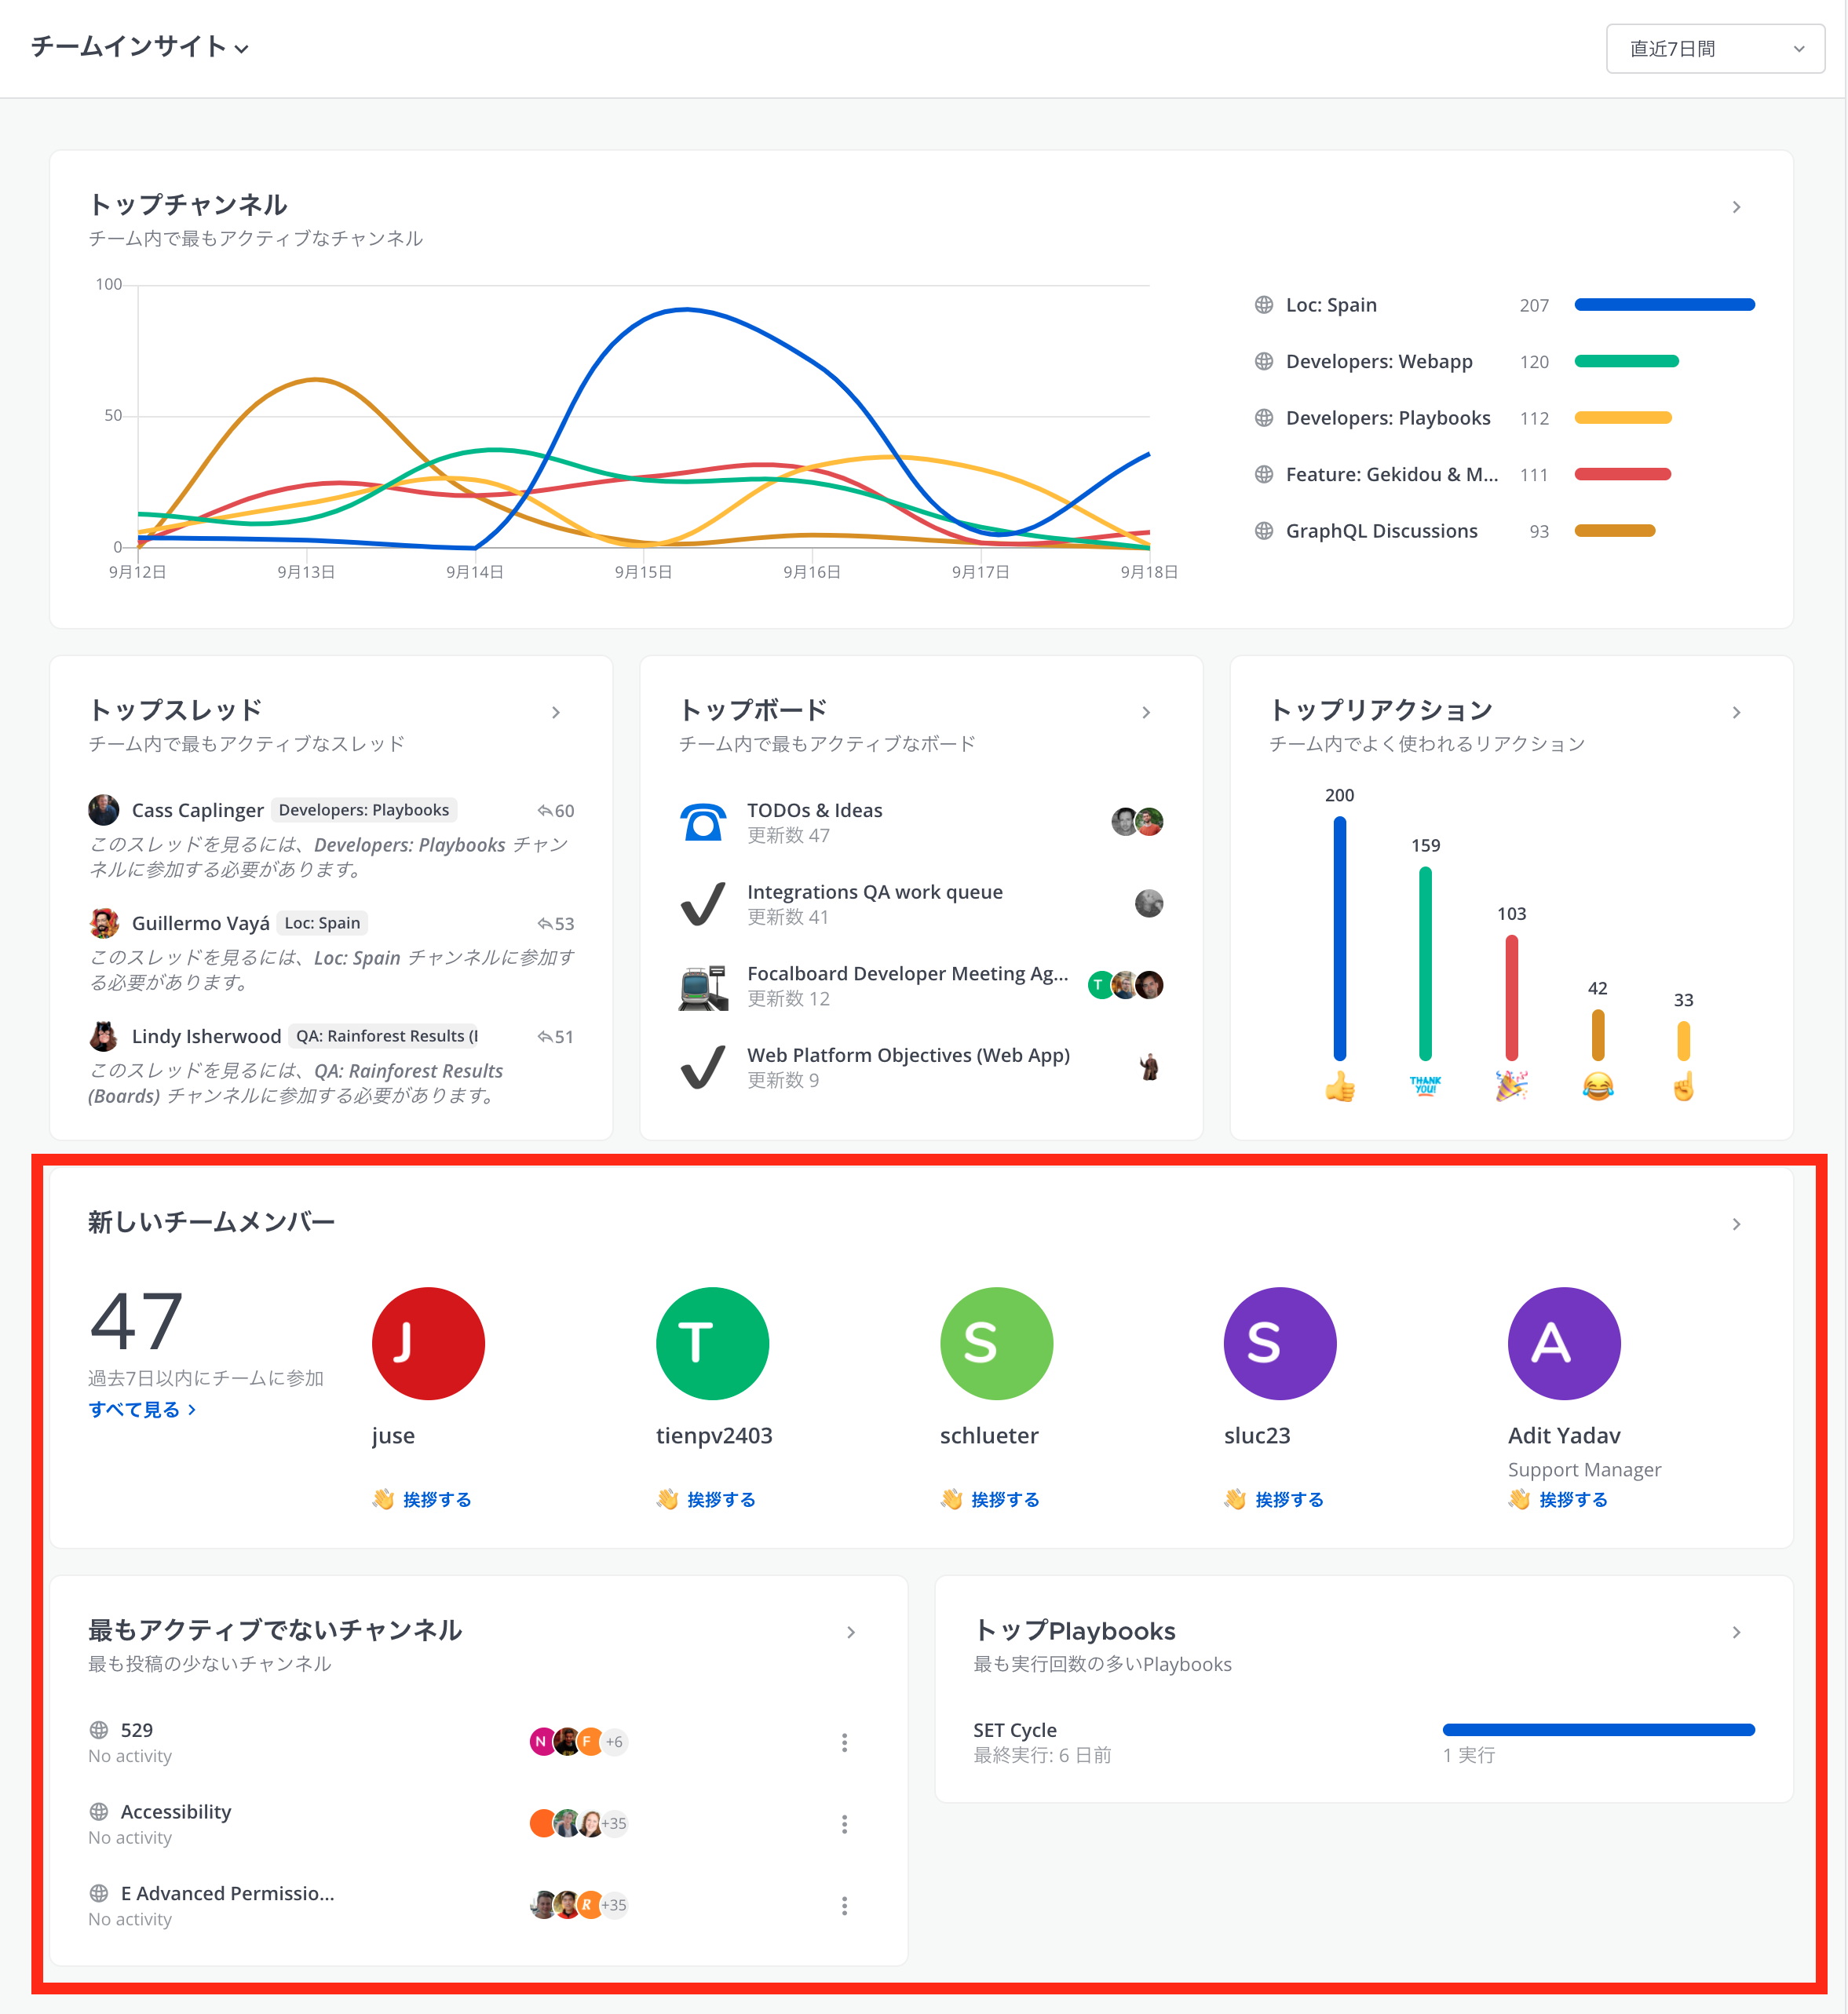 チームインサイト
直近7日間
トップチャンネル
チーム内で最もアクティブなチャンネル
100
50
0
9月12日 9月13日 9月14日 9月15日 9月16日 9月17日 9月18日
Loc: Spain 207
Developers: Webapp 120
Developers: Playbooks 112
Feature: Gekidou & M... 111
GraphQL Discussions 93
トップスレッド
チーム内で最もアクティブなスレッド
Cass Caplinger Developers: Playbooks 60
このスレッドを見るには、Developers: Playbooks チャン
ネルに参加する必要があります。
Guillermo Vayá Loc: Spain 53
このスレッドを見るには、Loc: Spain チャンネルに参加す
る必要があります。
Lindy Isherwood QA: Rainforest Results (I 51
このスレッドを見るには、QA: Rainforest Results
(Boards) チャンネルに参加する必要があります。
トップボード
チーム内で最もアクティブなボード
TODOs & Ideas
更新数 47
Integrations QA work queue
更新数 41
Focalboard Developer Meeting Ag...
更新数 12
T
Web Platform Objectives (Web App)
更新数 9
トップリアクション
チーム内でよく使われるリアクション
200
159
103
42
33
THANK
YOU!
新しいチームメンバー
47
過去7日以内にチームに参加
すべて見る
J
juse
挨拶する
T
tienpv2403
挨拶する
S
schlueter
挨拶する
S
sluc23
挨拶する
A
Adit Yadav
Support Manager
挨拶する
最もアクティブでないチャンネル
最も投稿の少ないチャンネル
529
No activity
N F +6
Accessibility
No activity
+35
E Advanced Permissio...
No activity
R +35
トップPlaybooks
最も実行回数の多いPlaybooks
SET Cycle
最終実行: 6 日前
1 実行